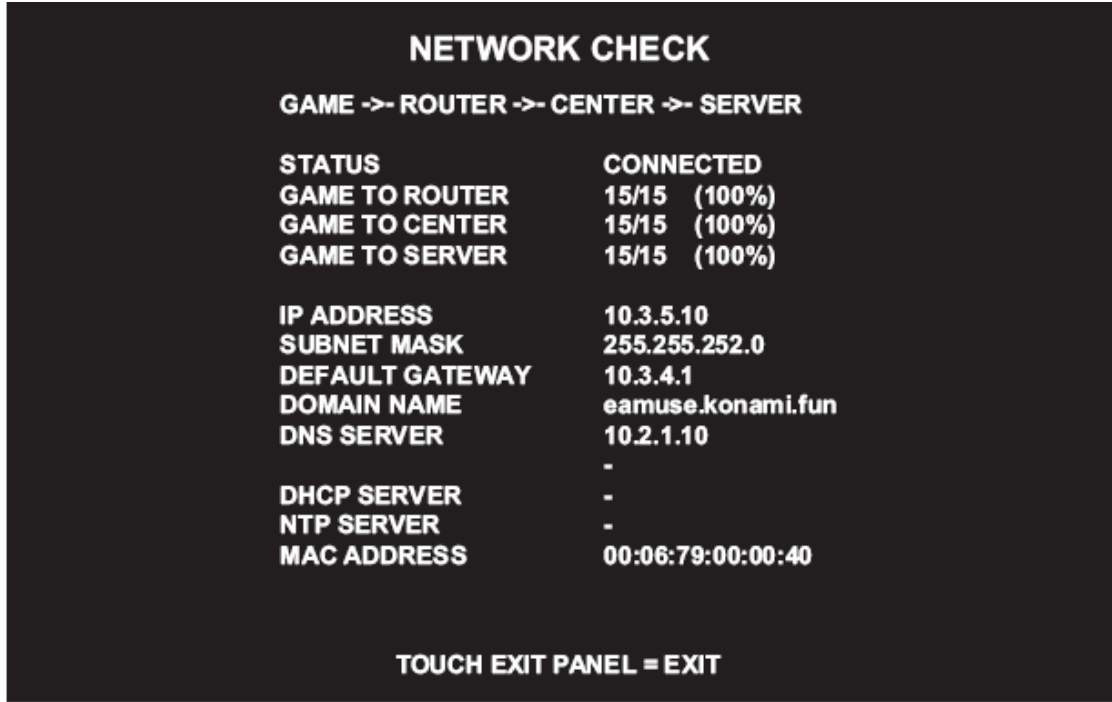 NETWORK CHECK
GAME ->- ROUTER ->- CENTER ->- SERVER
STATUS CONNECTED
GAME TO ROUTER 15/15 (100%)
GAME TO CENTER 15/15 (100%)
GAME TO SERVER 15/15 (100%)
IP ADDRESS 10.3.5.10
SUBNET MASK 255.255.252.0
DEFAULT GATEWAY 10.3.4.1
DOMAIN NAME eamuse.konami.fun
DNS SERVER 10.2.1.10
-
DHCP SERVER -
NTP SERVER -
MAC ADDRESS 00:06:79:00:00:40
TOUCH EXIT PANEL = EXIT